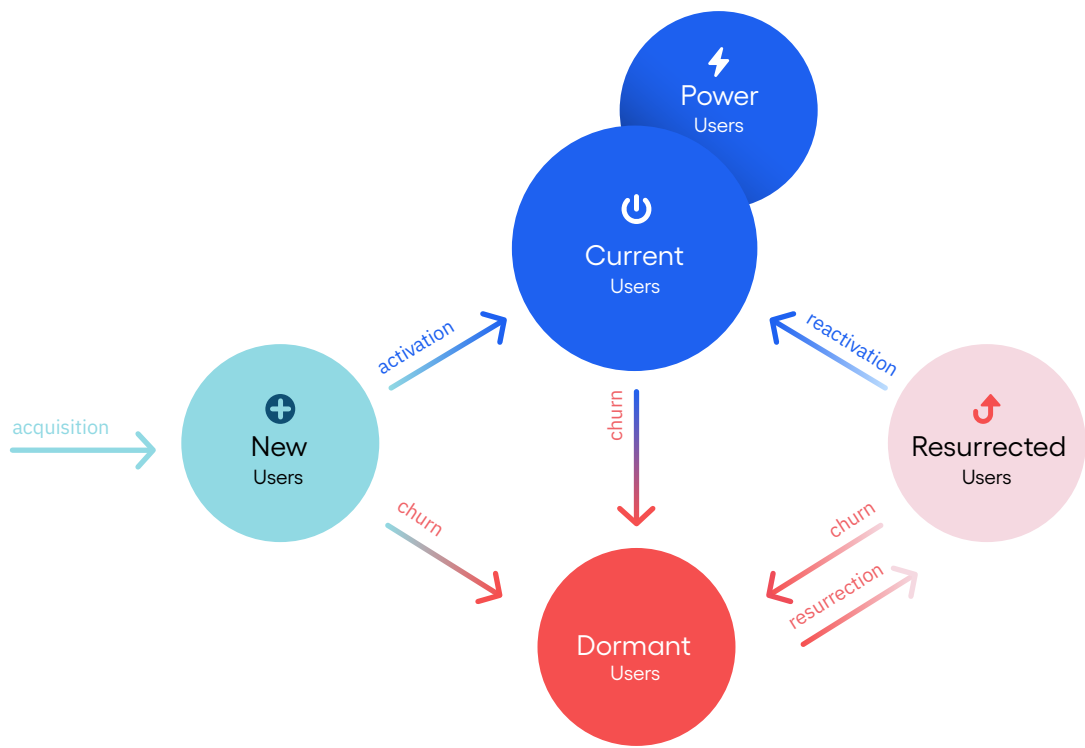 Power
Users
Current
Users
activation
reactivation
acquisition
New
Users
churn
Resurrected
Users
churn
churn
resurrection
Dormant
Users